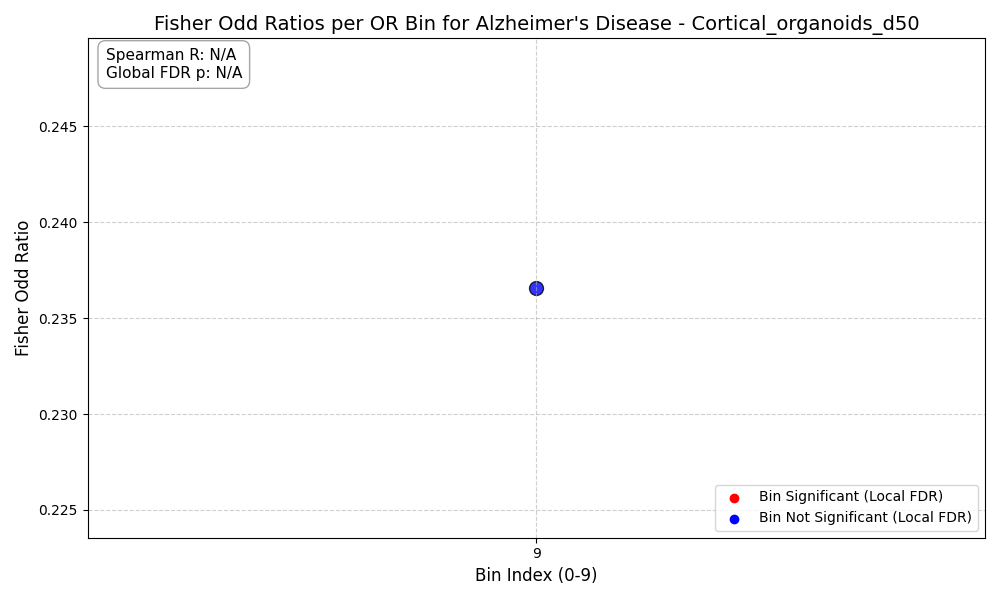 Fisher Odd Ratios per OR Bin for Alzheimer's Disease - Cortical_organoids_d50
Spearman R: N/A
Global FDR p: N/A
0.245
0.240
0.235
0.230
0.225
Fisher Odd Ratio
Bin Significant (Local FDR)
Bin Not Significant (Local FDR)
9
Bin Index (0-9)